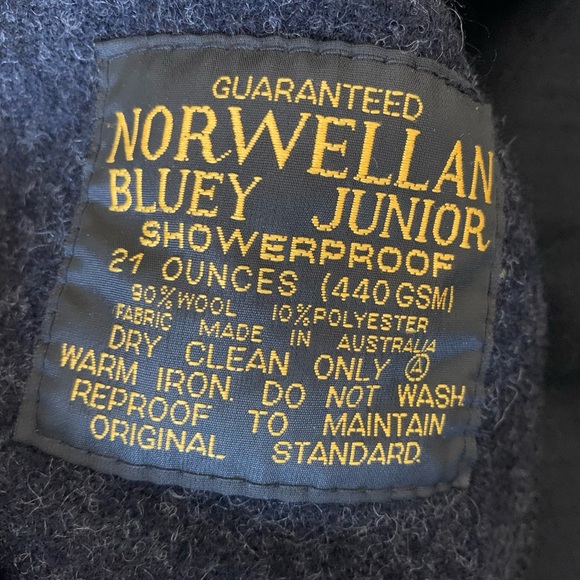 GUARANTEED
NORWELLAN
BLUEY JUNIOR
SHOWERPROOF
21 OUNCES (440 GSM)
90% WOOL 10% POLYESTER
FABRIC MADE IN AUSTRALIA
DRY CLEAN ONLY Ⓐ
WARM IRON. DO NOT WASH
REPROOF TO MAINTAIN
ORIGINAL STANDARD.